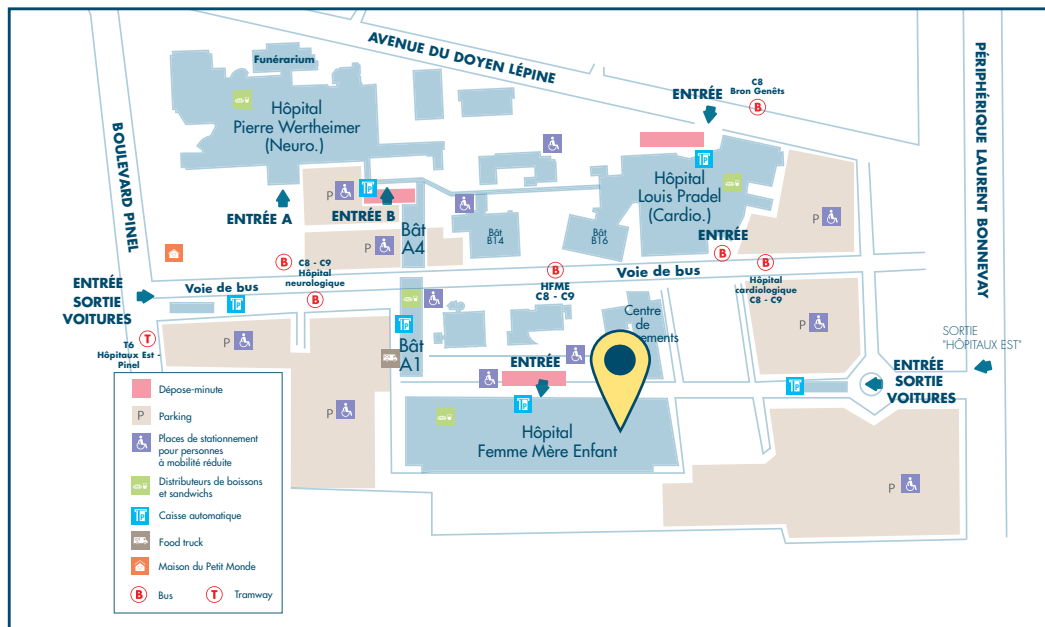 AVENUE DU DOYEN LÉPINE
BOULEVARD PINEL
PÉRIPHÉRIQUE LAURENT BONNEVAY
Funérarium
Hôpital
Pierre Wertheimer
(Neuro.)
C8
Bron Genêts
B
ENTRÉE
Hôpital
Louis Pradel
(Cardio.)
P
P
ENTRÉE A
ENTRÉE B
Bât
A4
Bât
B14
Bât
B16
ENTRÉE
B
P
B
C8 - C9
Hôpital
neurologique
B
B
HFME
C8 - C9
Voie de bus
B
Hôpital
cardiologique
C8 - C9
ENTRÉE
SORTIE
VOITURES
Voie de bus
T6
Hôpitaux Est -
Pinel
T
P
P
Bât
A1
Centre
de
ENTRÉE
P
SORTIE
"HÔPITAUX EST"
ENTRÉE
SORTIE
VOITURES
Hôpital
Femme Mère Enfant
P
Dépose-minute
P
Parking
Places de stationnement
pour personnes
à mobilité réduite
Distributeurs de boissons
et sandwichs
Caisse automatique
Food truck
Maison du Petit Monde
B
Bus
T
Tramway